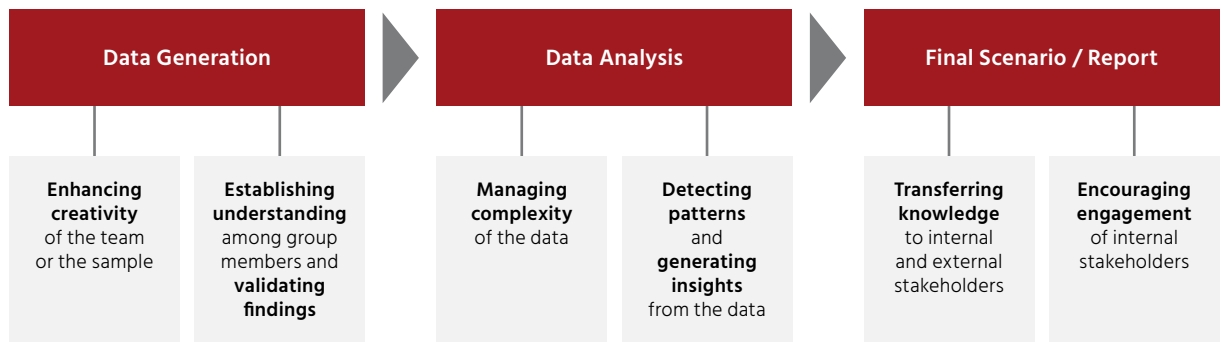 Data Generation
Data Analysis
Final Scenario / Report
Enhancing
creativity
of the team
or the sample
Establishing
understanding
among group
members and
validating
findings
Managing
complexity
of the data
Detecting
patterns
and
generating
insights
from the data
Transferring
knowledge
to internal
and external
stakeholders
Encouraging
engagement
of internal
stakeholders